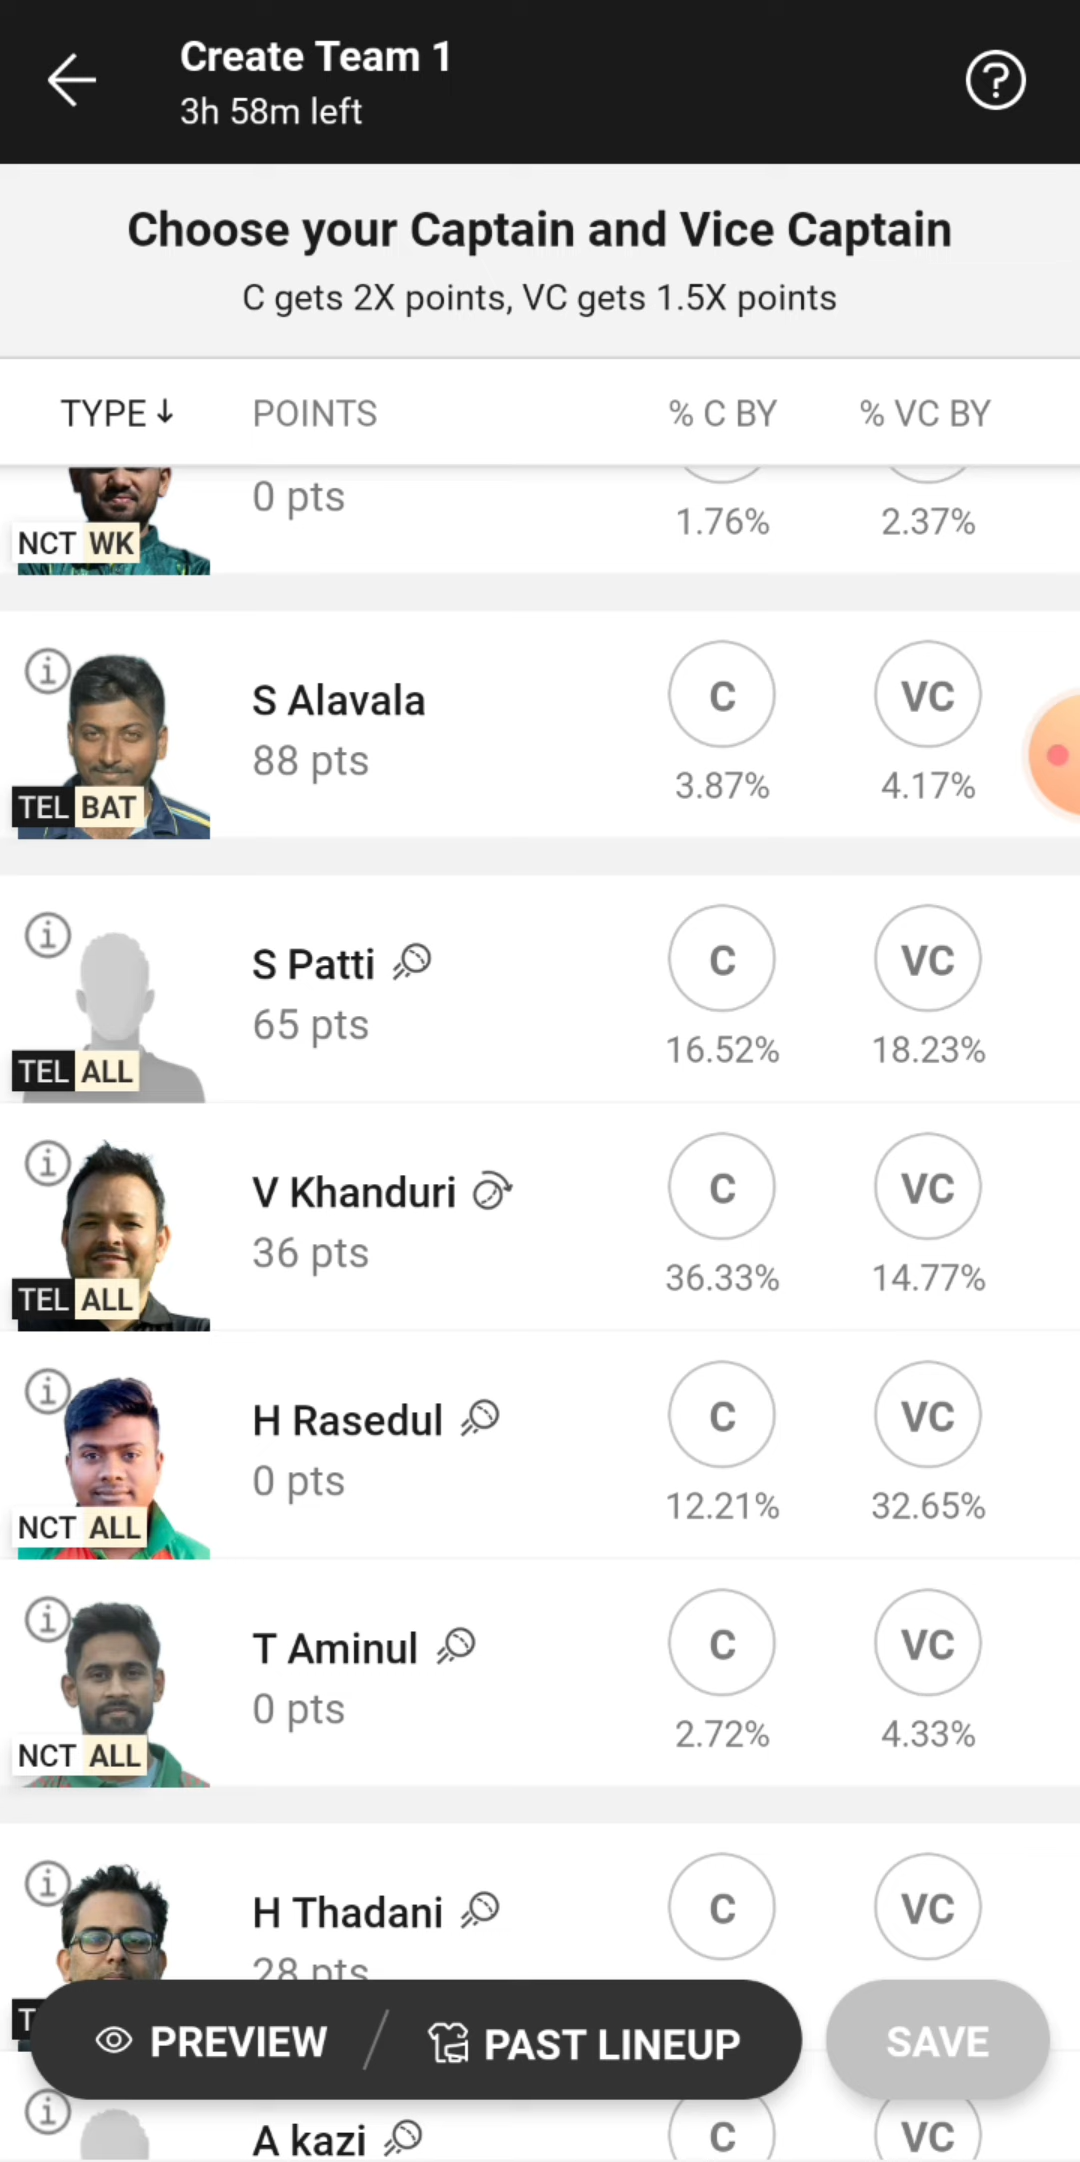 Create Team 1
3h 58m left
Choose your Captain and Vice Captain
C gets 2X points, VC gets 1.5X points
TYPE POINTS % C BY % VC BY
0 pts
1.76% 2.37%
NCT WK
S Alavala C VC
88 pts
3.87% 4.17%
TEL BAT
S Patti C VC
65 pts
16.52% 18.23%
TEL ALL
V Khanduri C VC
36 pts
36.33% 14.77%
TEL ALL
H Rasedul C VC
0 pts
12.21% 32.65%
NCT ALL
T Aminul C VC
0 pts
2.72% 4.33%
NCT ALL
H Thadani C VC
28 pts
PREVIEW / PAST LINEUP SAVE
A kazi C VC